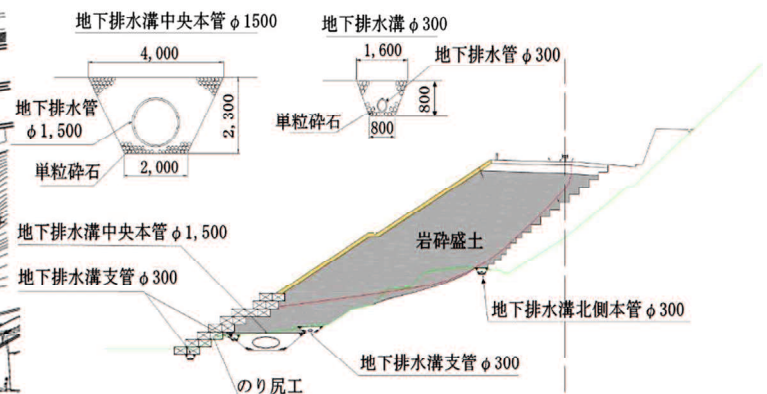 地下排水溝中央本管φ1500
4,000
地下排水管
φ1,500
2,300
単粒砕石
2,000
地下排水溝φ300
1,600
地下排水管φ300
800
単粒砕石
800
地下排水溝中央本管φ1,500
地下排水溝支管φ300
岩砕盛土
地下排水溝北側本管φ300
地下排水溝支管φ300
のり尻工